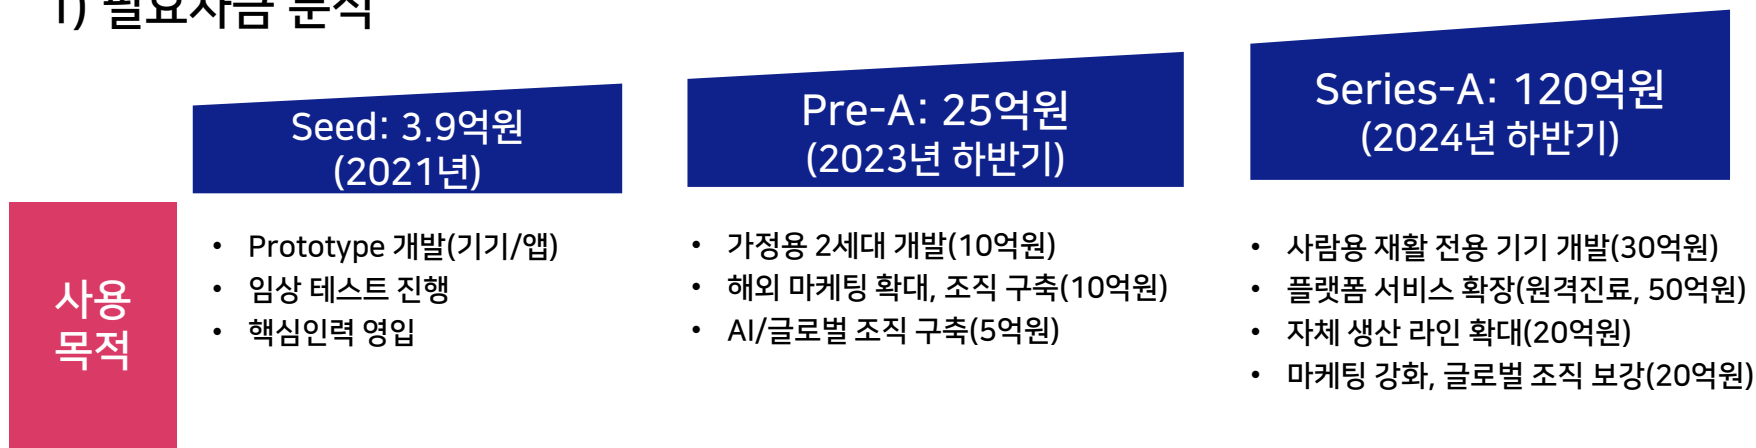 1) 필요자금 분석
Seed: 3.9억원
(2021년)
Pre-A: 25억원
(2023년 하반기)
Series-A: 120억원
(2024년 하반기)
사용
목적
• Prototype 개발(기기/앱)
• 임상 테스트 진행
• 핵심인력 영입
• 가정용 2세대 개발(10억원)
• 해외 마케팅 확대, 조직 구축(10억원)
• AI/글로벌 조직 구축(5억원)
• 사람용 재활 전용 기기 개발(30억원)
• 플랫폼 서비스 확장(원격진료, 50억원)
• 자체 생산 라인 확대(20억원)
• 마케팅 강화, 글로벌 조직 보강(20억원)